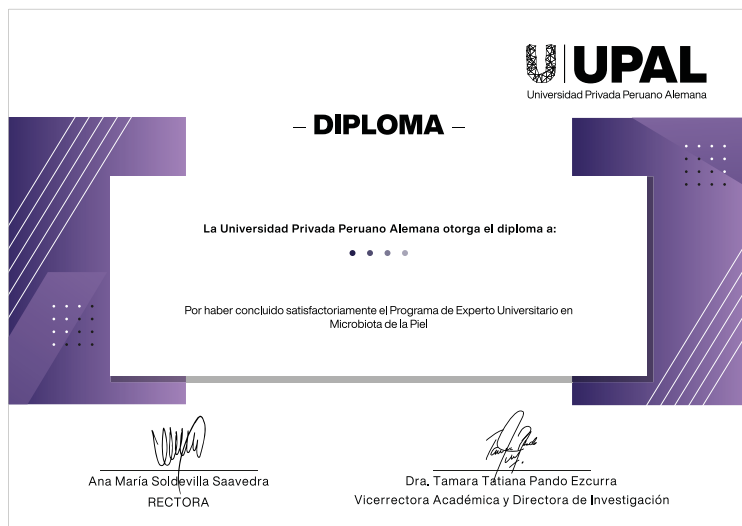 UPAL
Universidad Privada Peruano Alemana
– DIPLOMA –
La Universidad Privada Peruano Alemana otorga el diploma a:
Por haber concluido satisfactoriamente el Programa de Experto Universitario en
Microbiota de la Piel
Ana María Soldevilla Saavedra
RECTORA
Dra. Tamara Tatiana Pando Ezcurra
Vicerrectora Académica y Directora de Investigación